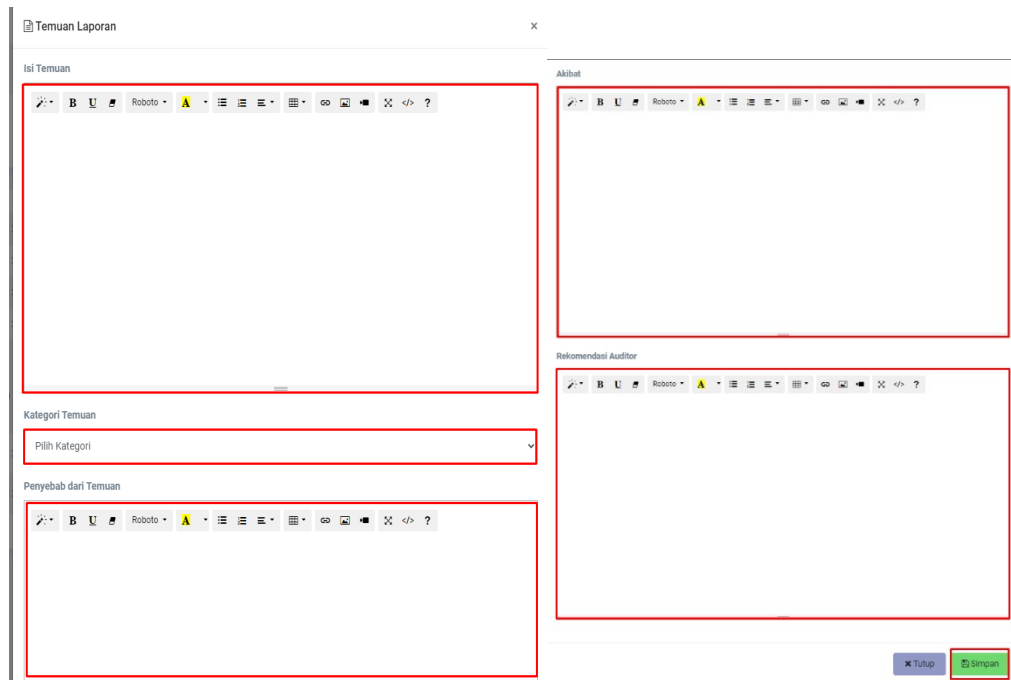 Temuan Laporan ×
Isi Temuan
B U Roboto A </> ?
Kategori Temuan
Pilih Kategori
Penyebab dari Temuan
B U Roboto A </> ?
Akibat
B U Roboto A </> ?
Rekomendasi Auditor
B U Roboto A </> ?
× Tutup Simpan